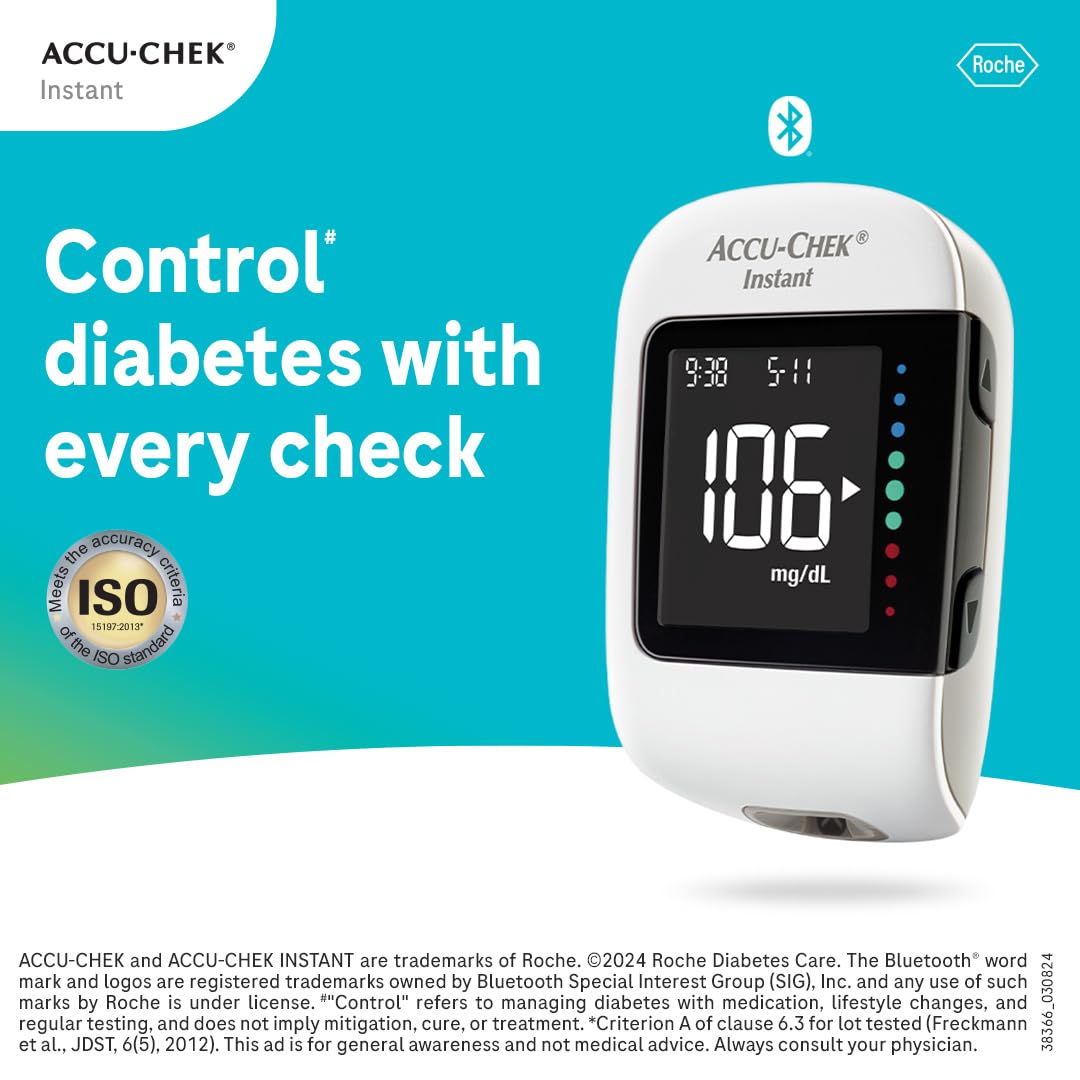 ACCU-CHEK®
Instant
Roche
Control#
diabetes with
every check
ACCU-CHEK®
Instant
9:38 5-11
106
mg/dL
Meets the accuracy criteria
ISO
15197:2013*
of the ISO standard
ACCU-CHEK and ACCU-CHEK INSTANT are trademarks of Roche. ©2024 Roche Diabetes Care. The Bluetooth® word
mark and logos are registered trademarks owned by Bluetooth Special Interest Group (SIG), Inc. and any use of such
marks by Roche is under license. #"Control" refers to managing diabetes with medication, lifestyle changes, and
regular testing, and does not imply mitigation, cure, or treatment. *Criterion A of clause 6.3 for lot tested (Freckmann
et al., JDST, 6(5), 2012). This ad is for general awareness and not medical advice. Always consult your physician.
38366_030824